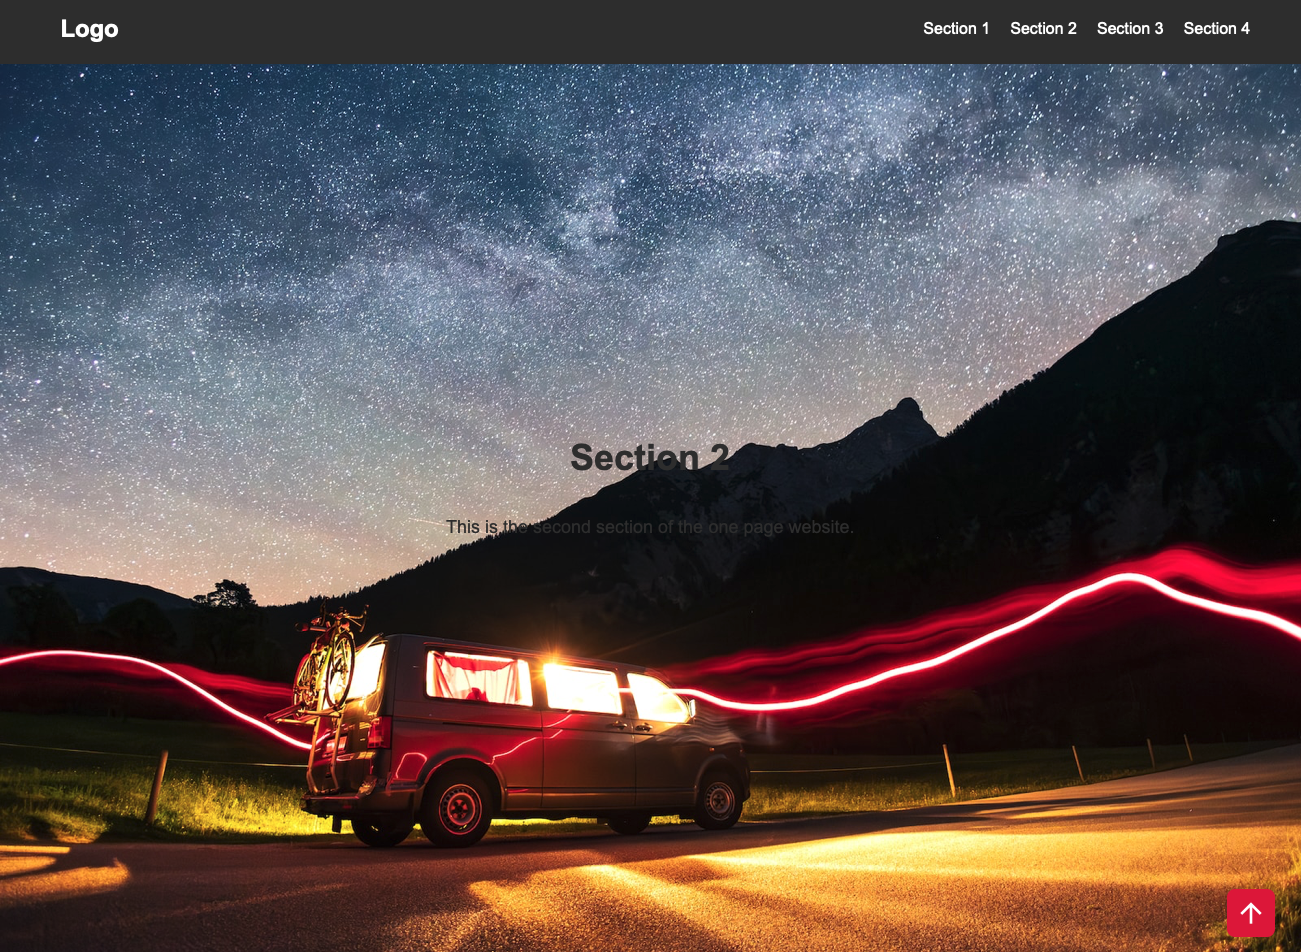 Logo
Section 1 Section 2 Section 3 Section 4
Section 2
This is the second section of the one page website.